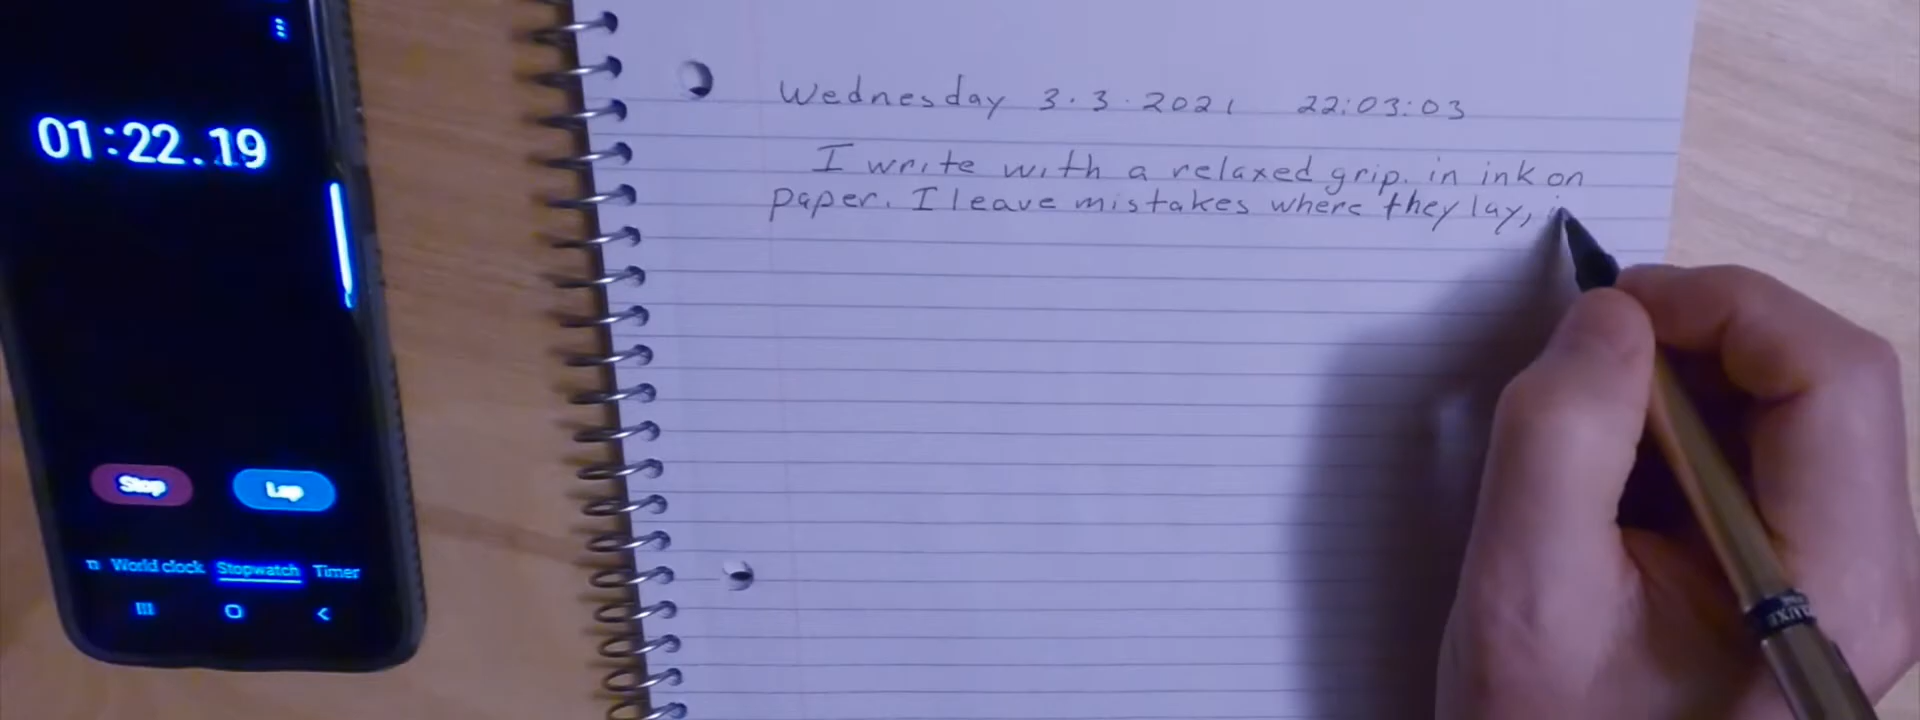 01:22.19
Stop Lap
World clock Stopwatch Timer
Wednesday 3.3.2021 22:03:03
I write with a relaxed grip. in ink on
paper. I leave mistakes where they lay,